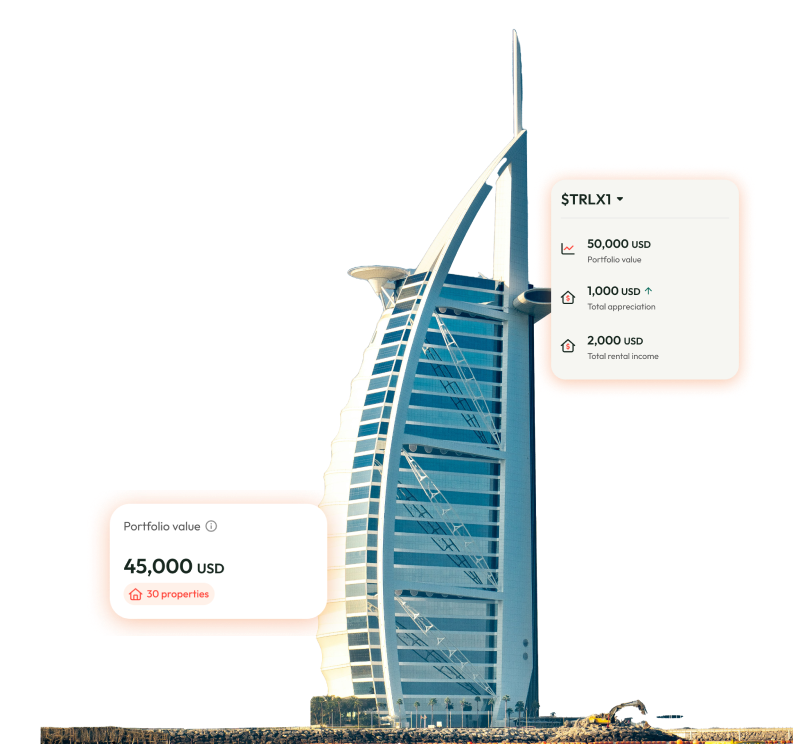 $TRLX1
50,000 USD
Portfolio value
1,000 USD ↑
Total appreciation
2,000 USD
Total rental income
Portfolio value
45,000 USD
30 properties